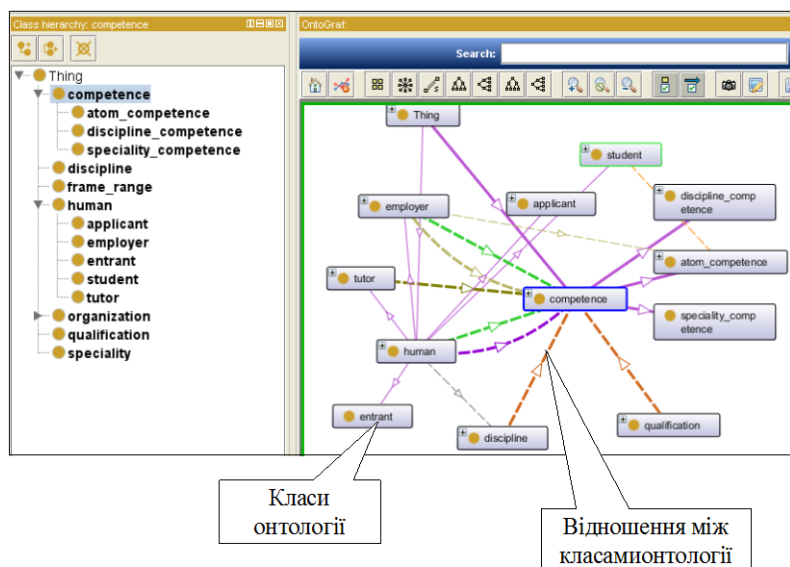 Class hierarchy: competence
Thing
competence
atom_competence
discipline_competence
speciality_competence
discipline
frame_range
human
applicant
employer
entrant
student
tutor
organization
qualification
speciality
OntoGraf:
Search:
Thing
student
employer
applicant
discipline_comp
etence
tutor
atom_competence
competence
speciality_comp
etence
human
entrant
discipline
qualification
Класи
онтології
Відношення між
класамионтології